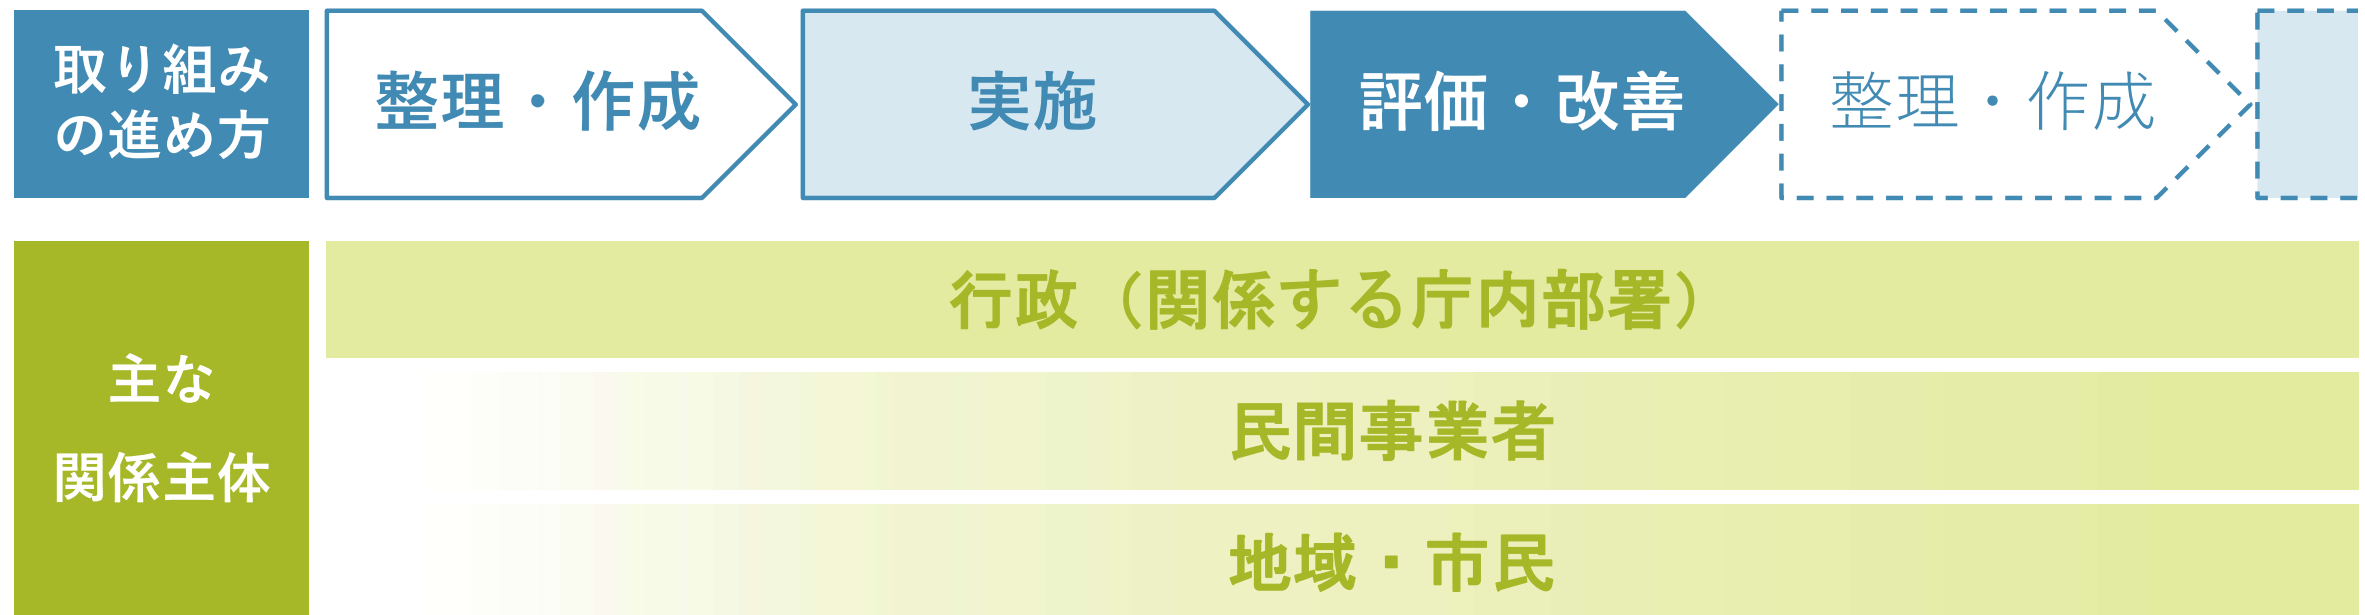 取り組み
の進め方
整理・作成
実施
評価・改善
整理・作成
主な
関係主体
行政（関係する庁内部署）
民間事業者
地域・市民